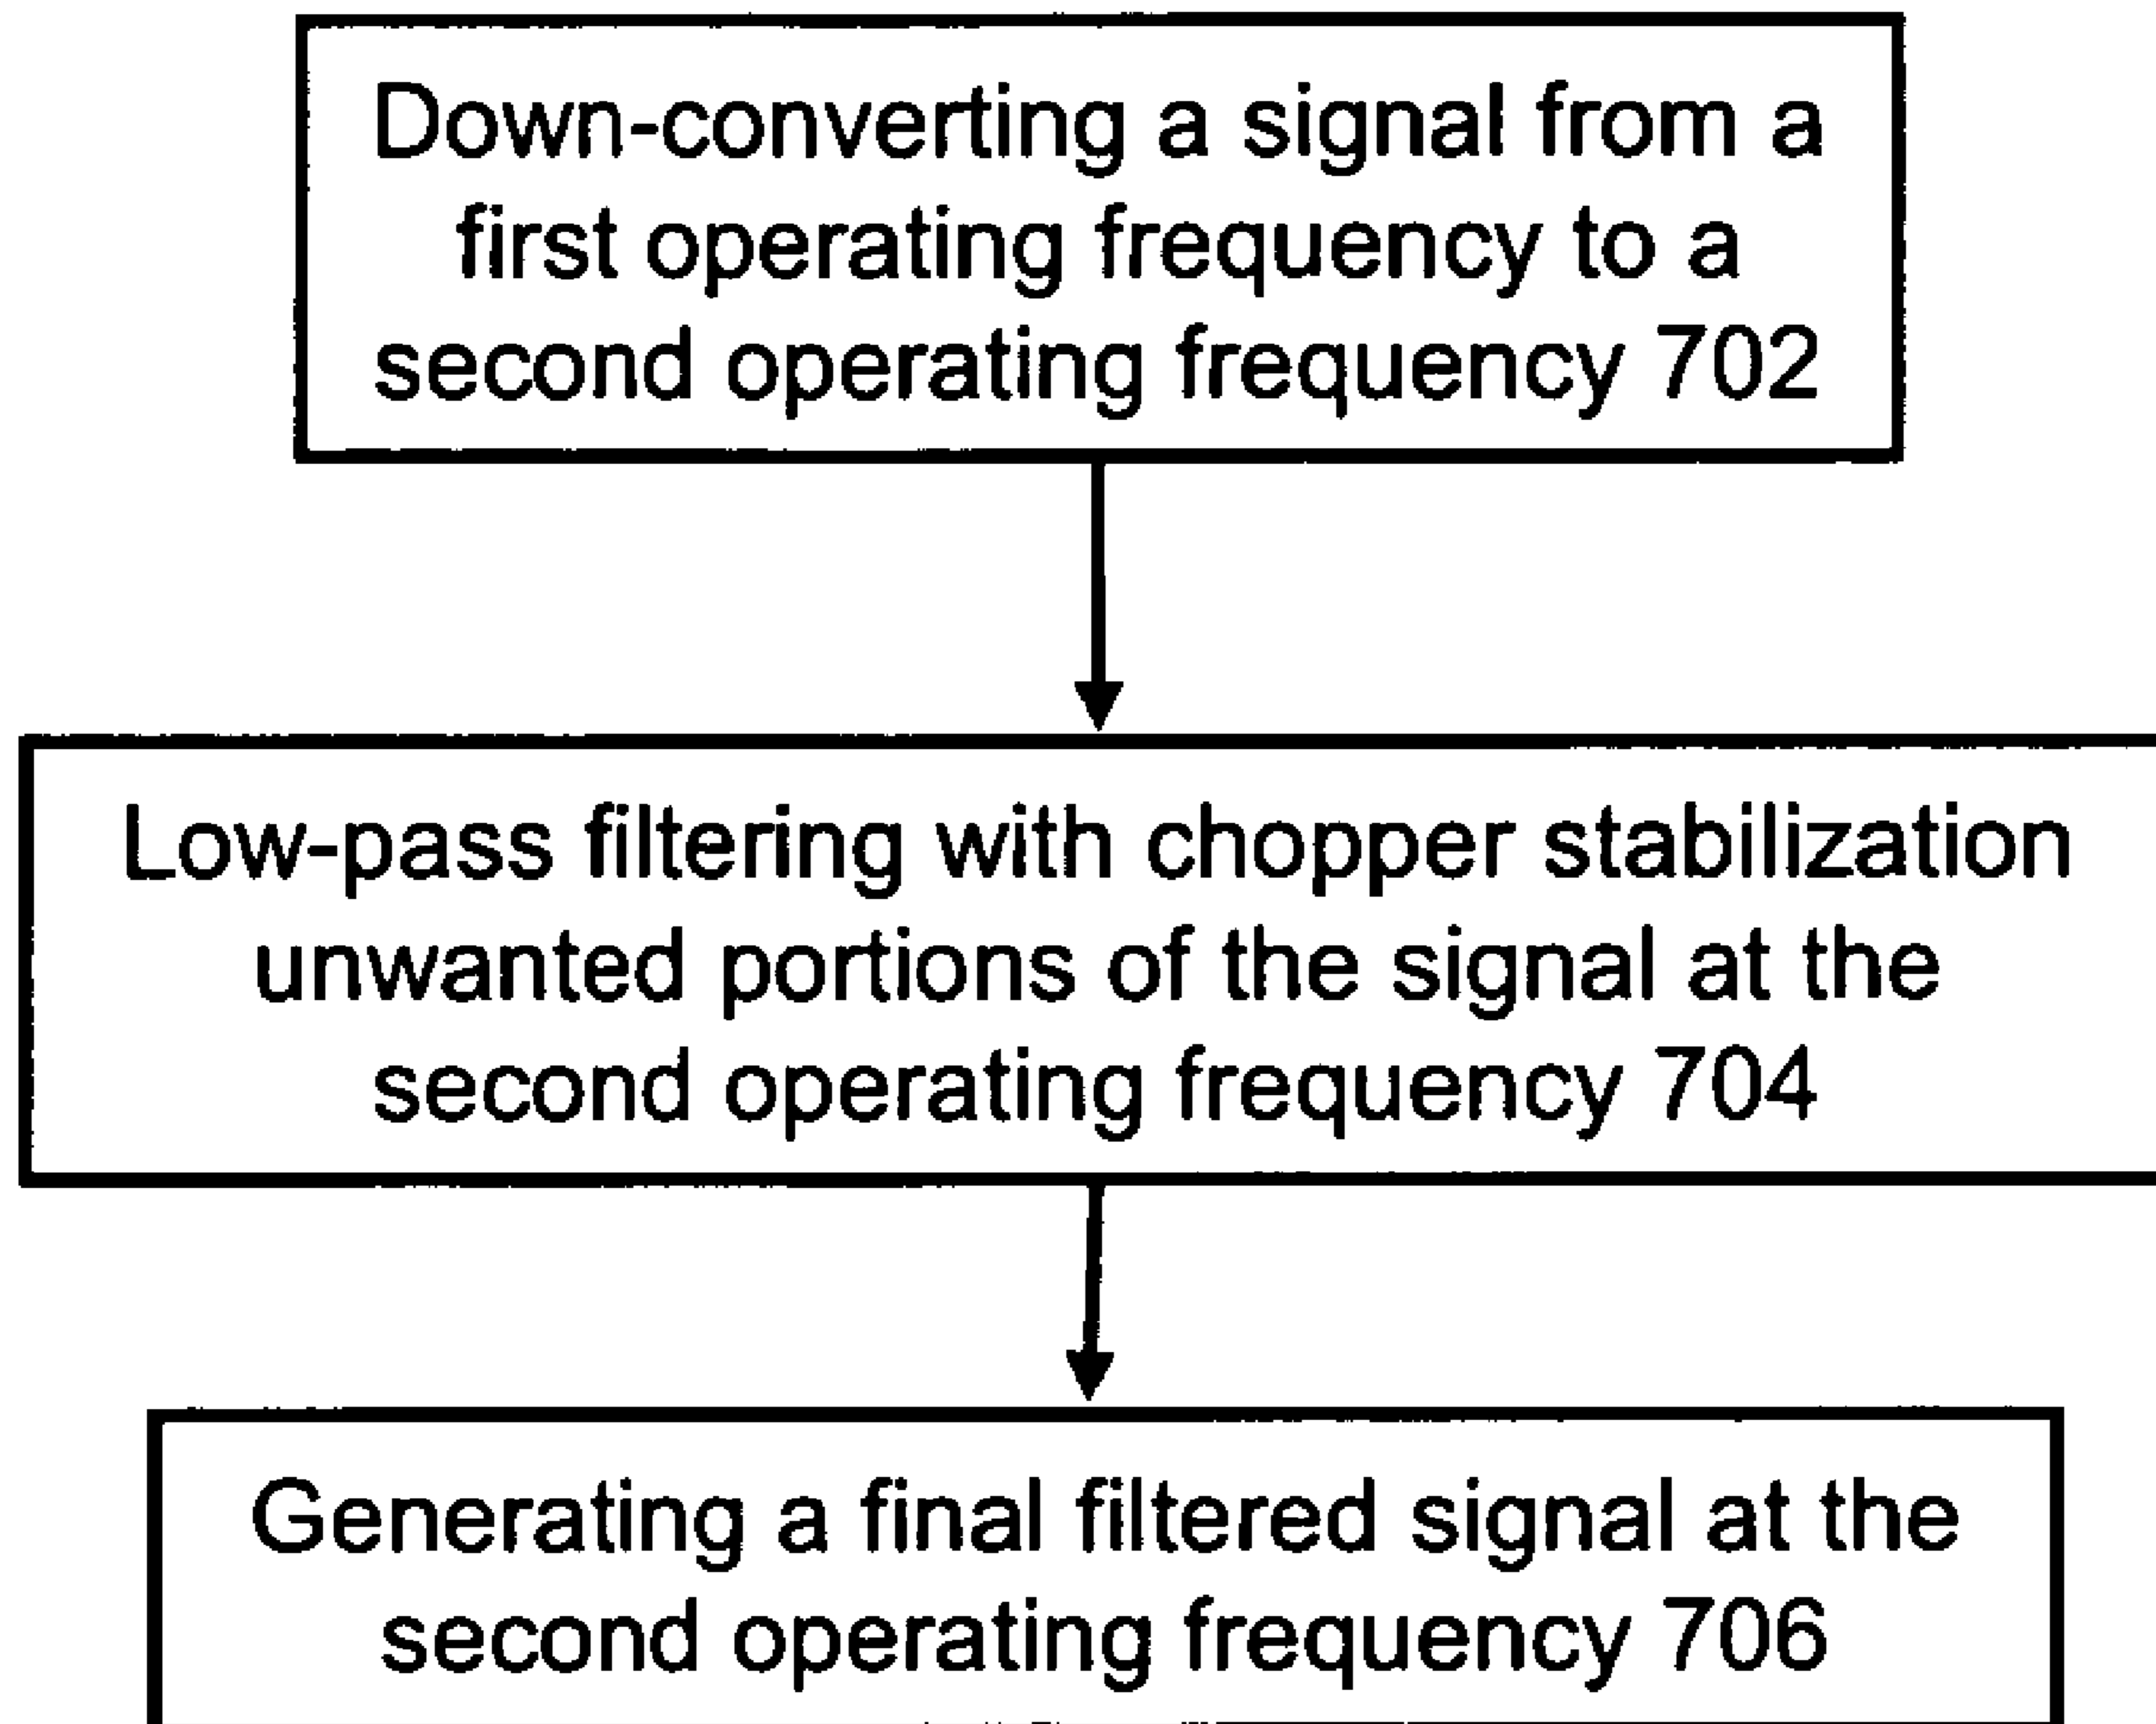 Down-converting a signal from a
first operating frequency to a
second operating frequency 702
Low-pass filtering with chopper stabilization
unwanted portions of the signal at the
second operating frequency 704
Generating a final filtered signal at the
second operating frequency 706